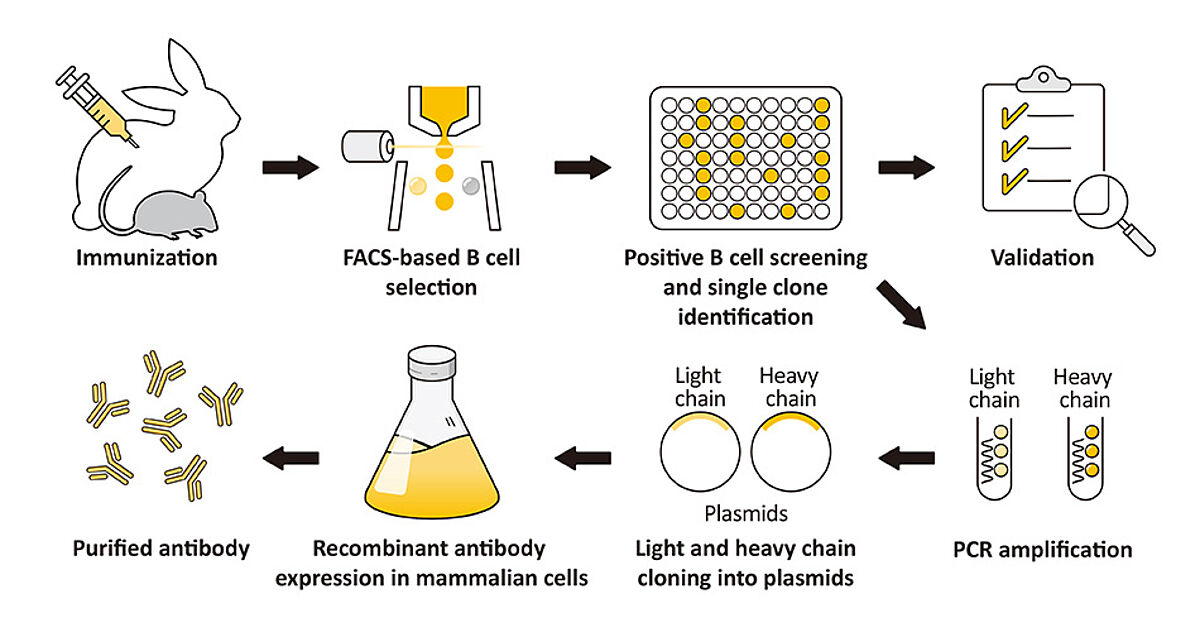 Immunization
FACS-based B cell
selection
Positive B cell screening
and single clone
identification
Validation
Light
chain
Heavy
chain
Plasmids
Light
chain
Heavy
chain
Purified antibody
Recombinant antibody
expression in mammalian cells
Light and heavy chain
cloning into plasmids
PCR amplification